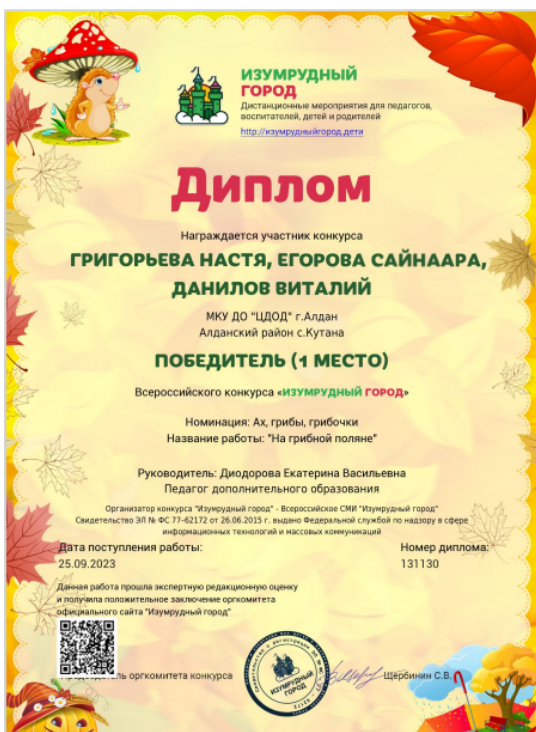 ИЗУМРУДНЫЙ
ГОРОД
Дистанционные мероприятия для педагогов,
воспитателей, детей и родителей
http://изумрудныйгород.дети
Диплом
Награждается участник конкурса
ГРИГОРЬЕВА НАСТЯ, ЕГОРОВА САЙНААРА,
ДАНИЛОВ ВИТАЛИЙ
МКУ ДО "ЦДОД" г.Алдан
Алданский район с.Кутана
ПОБЕДИТЕЛЬ (1 МЕСТО)
Всероссийского конкурса «ИЗУМРУДНЫЙ ГОРОД»
Номинация: Ах, грибы, грибочки
Название работы: "На грибной поляне"
Руководитель: Диодорова Екатерина Васильевна
Педагог дополнительного образования
Организатор конкурса "Изумрудный город" - Всероссийское СМИ "Изумрудный город"
Свидетельство ЭЛ № ФС 77-62172 от 26.06.2015 г. выдано Федеральной службой по надзору в сфере
информационных технологий и массовых коммуникаций
Дата поступления работы:
25.09.2023
Номер диплома:
131130
Данная работа прошла экспертную редакционную оценку
и получила положительное заключение оргкомитета
официального сайта "Изумрудный город"
оргкомитета конкурса
ИЗУМРУДНЫЙ
ГОРОД
Щербинин С.В.